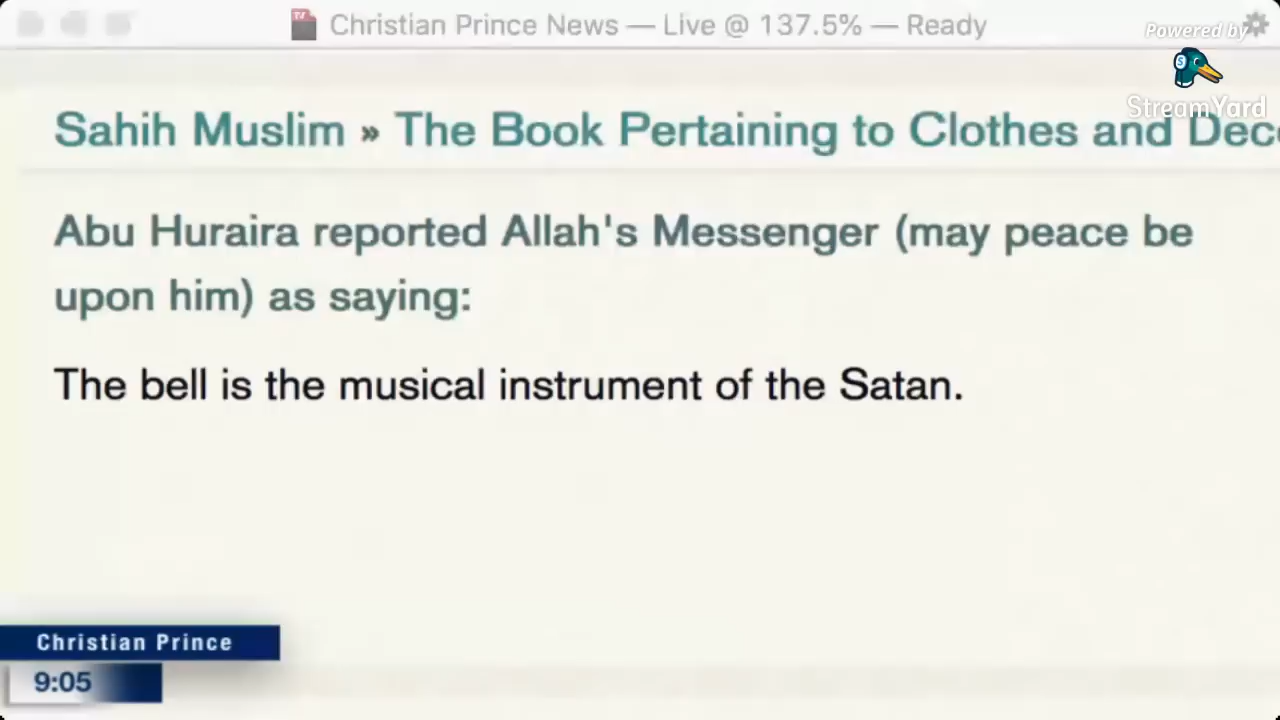 Christian Prince News — Live @ 137.5% — Ready
Powered by
StreamYard
Sahih Muslim » The Book Pertaining to Clothes and
Abu Huraira reported Allah's Messenger (may peace be
upon him) as saying:
The bell is the musical instrument of the Satan.
Christian Prince
9:05